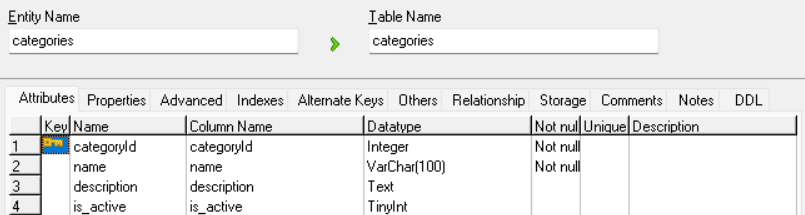 Entity Name Table Name
categories categories
Attributes Properties Advanced Indexes Alternate Keys Others Relationship Storage Comments Notes DDL
Key Name Column Name Datatype Not nul Unique Description
1 categoryId categoryId Integer Not null
2 name name VarChar(100) Not null
3 description description Text
4 is_active is_active TinyInt